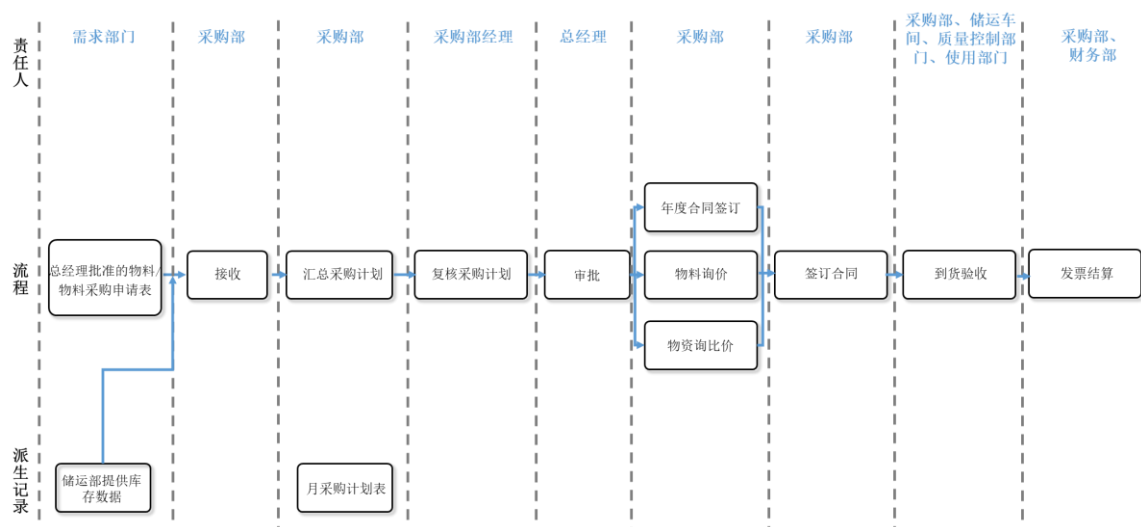 责任人
需求部门
采购部
采购部
采购部经理
总经理
采购部
采购部
采购部、储运车
间、质量控制部
门、使用部门
采购部、
财务部
流程
总经理批准的物料/
物料采购申请表
接收
汇总采购计划
复核采购计划
审批
年度合同签订
物料询价
物资询比价
签订合同
到货验收
发票结算
派生记录
储运部提供库
存数据
月采购计划表